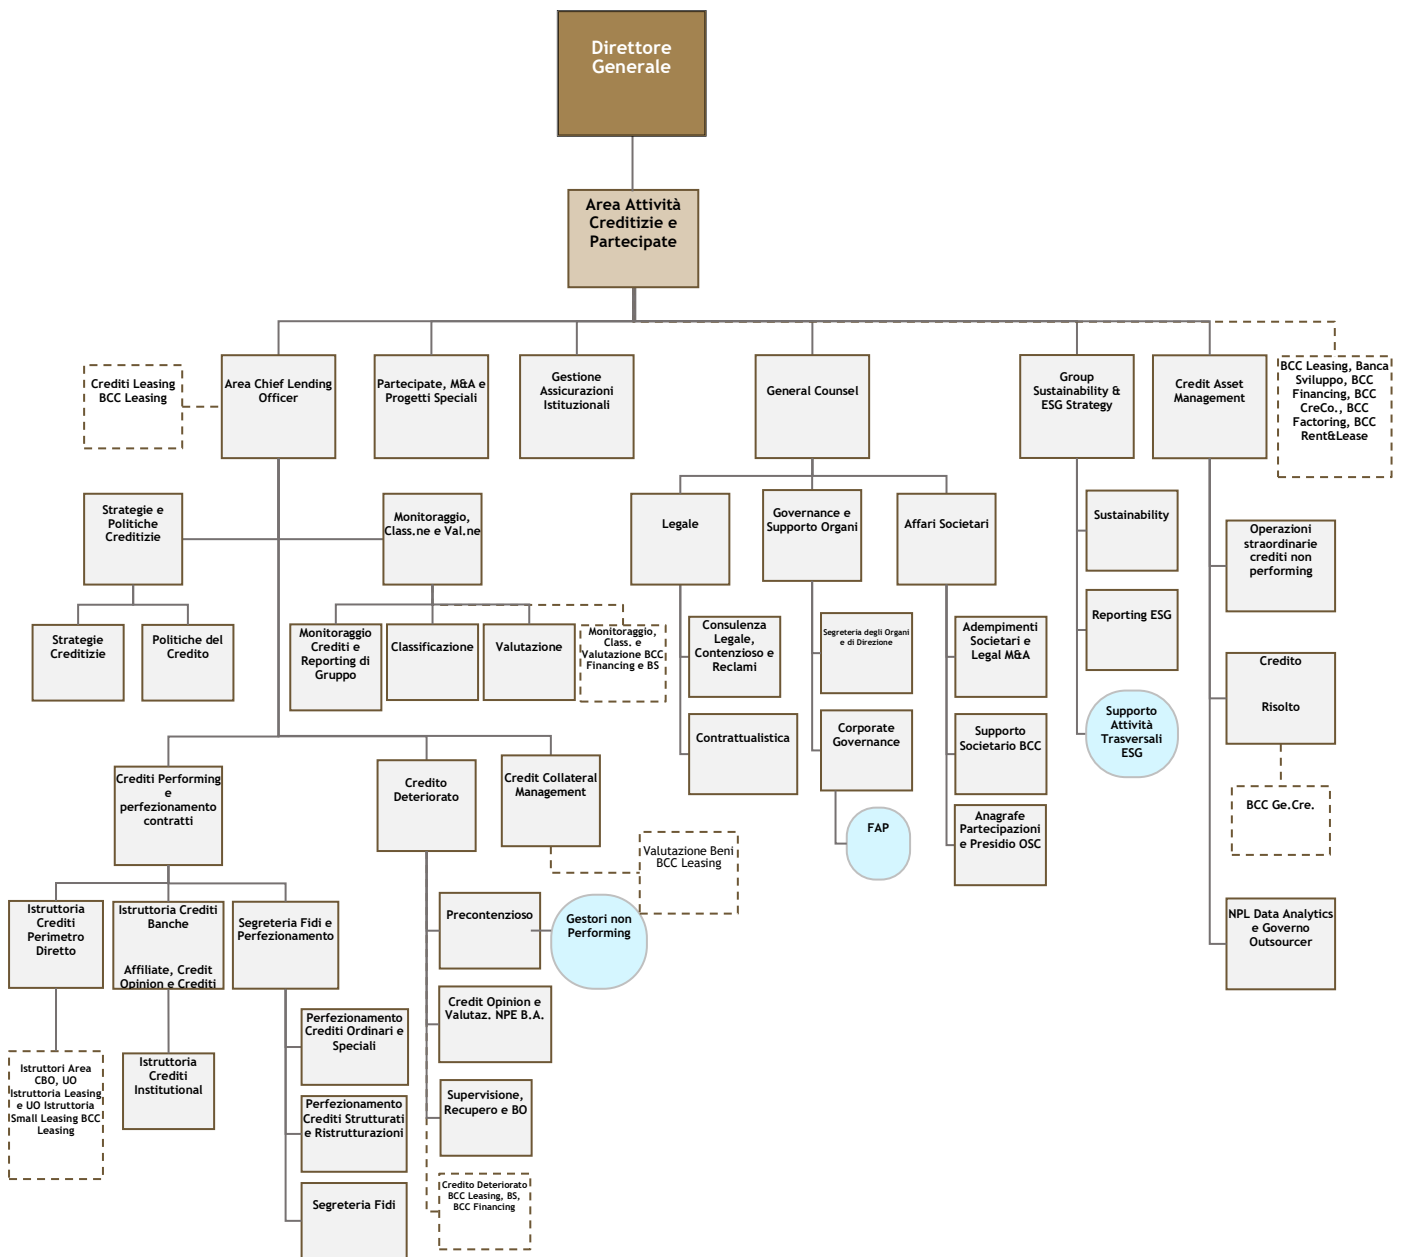 Direttore
Generale
Area Attività
Creditizie e
Partecipate
Crediti Leasing
BCC Leasing
Area Chief Lending
Officer
Partecipate, M&A e
Progetti Speciali
Gestione
Assicurazioni
Istituzionali
General Counsel
Group
Sustainability &
ESG Strategy
Credit Asset
Management
BCC Leasing, Banca
Sviluppo, BCC
Financing, BCC
CreCo., BCC
Factoring, BCC
Rent&Lease
Strategie e
Politiche
Creditizie
Monitoraggio,
Class.ne e Val.ne
Legale
Governance e
Supporto Organi
Affari Societari
Sustainability
Operazioni
straordinarie
crediti non
performing
Strategie
Creditizie
Politiche del
Credito
Monitoraggio
Crediti e
Reporting di
Gruppo
Classificazione
Valutazione
Monitoraggio,
Class. e
Valutazione BCC
Financing e BS
Consulenza
Legale,
Contenzioso e
Reclami
Segreteria degli Organi
e di Direzione
Adempimenti
Societari e
Legal M&A
Reporting ESG
Credito
Risolto
Contrattualistica
Corporate
Governance
Supporto
Societario BCC
Supporto
Attività
Trasversali
ESG
Crediti Performing
e
perfezionamento
contratti
Credito
Deteriorato
Credit Collateral
Management
BCC Ge.Cre.
FAP
Anagrafe
Partecipazioni
e Presidio OSC
Valutazione Beni
BCC Leasing
Istruttoria
Crediti
Perimetro
Diretto
Istruttoria Crediti
Banche
Affiliate, Credit
Opinion e Crediti
Segreteria Fidi e
Perfezionamento
Precontenzioso
Gestori non
Performing
NPL Data Analytics
e Governo
Outsourcer
Credit Opinion e
Valutaz. NPE B.A.
Perfezionamento
Crediti Ordinari e
Speciali
Istruttori Area
CBO, UO
Istruttoria Leasing
e UO Istruttoria
Small Leasing BCC
Leasing
Istruttoria
Crediti
Institutional
Supervisione,
Recupero e BO
Perfezionamento
Crediti Strutturati
e Ristrutturazioni
Credito Deteriorato
BCC Leasing, BS,
BCC Financing
Segreteria Fidi